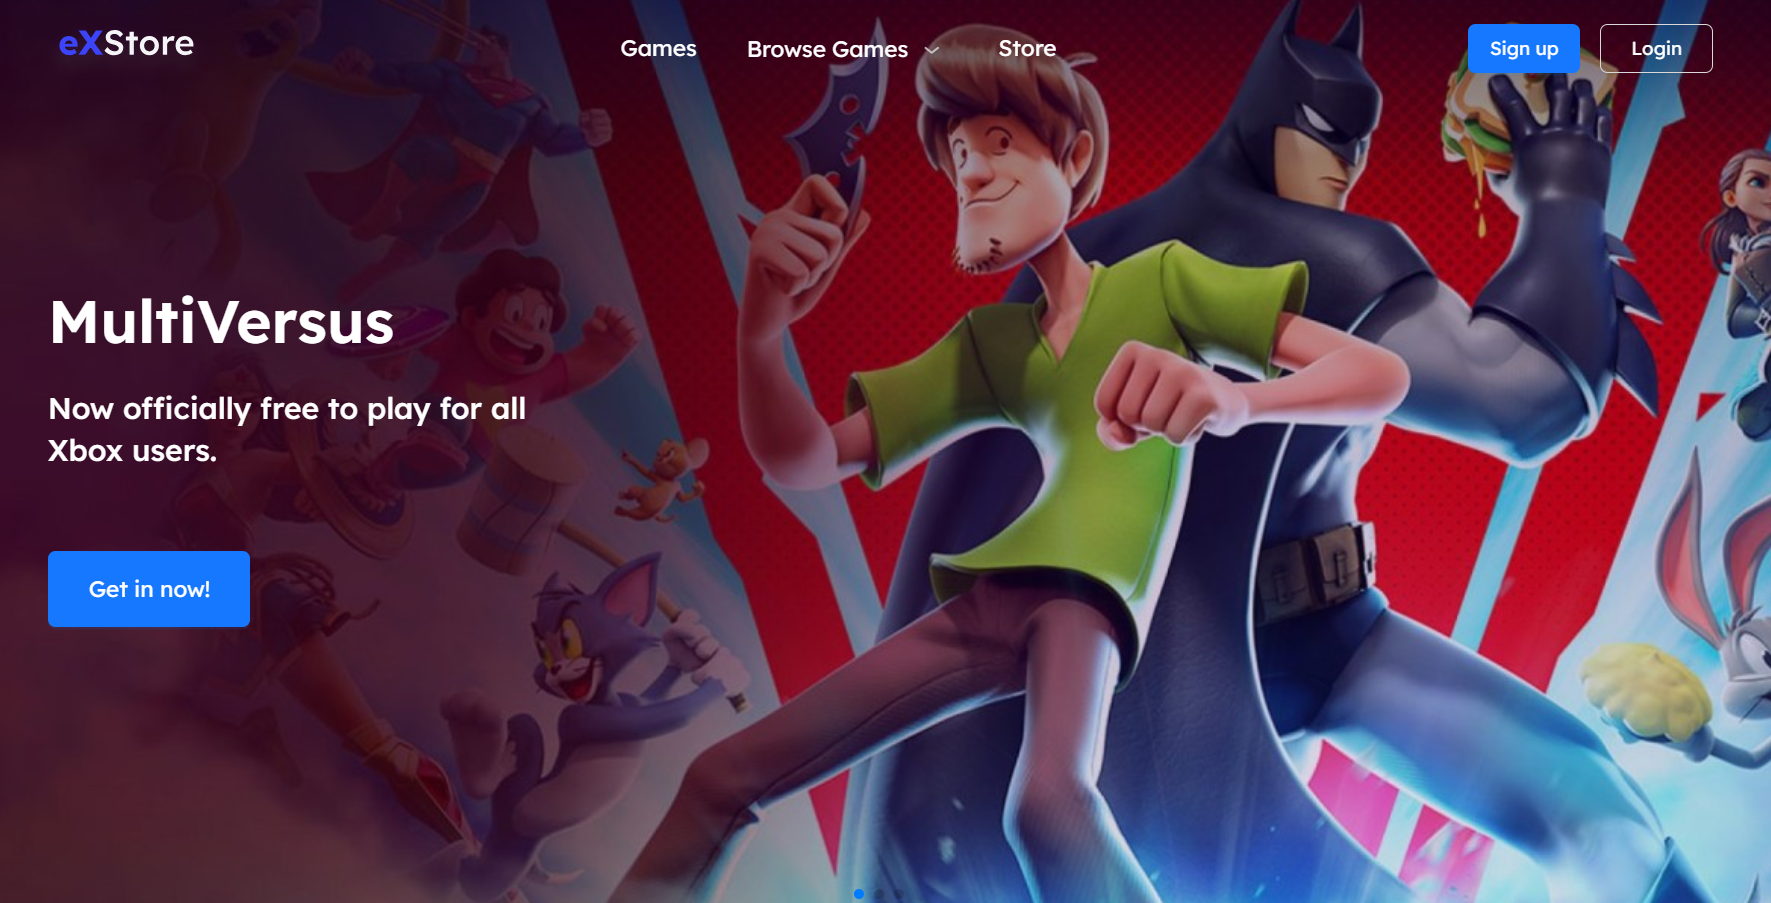 eXStore
Games
Browse Games
Store
Sign up
Login
MultiVersus
Now officially free to play for all
Xbox users.
Get in now!